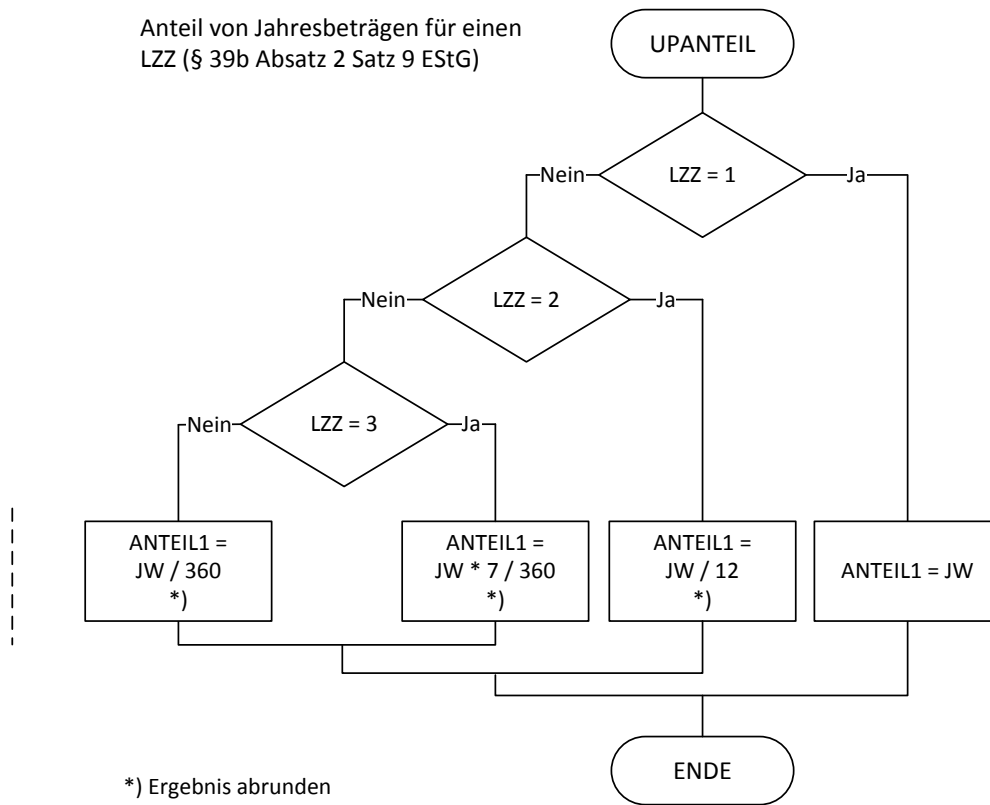 Anteil von Jahresbeträgen für einen
LZZ (§ 39b Absatz 2 Satz 9 EStG)
UPANTEIL
LZZ = 1
Nein
Ja
LZZ = 2
Nein
Ja
LZZ = 3
Nein
Ja
ANTEIL1 =
JW / 360
*)
ANTEIL1 =
JW * 7 / 360
*)
ANTEIL1 =
JW / 12
*)
ANTEIL1 = JW
ENDE
*) Ergebnis abrunden